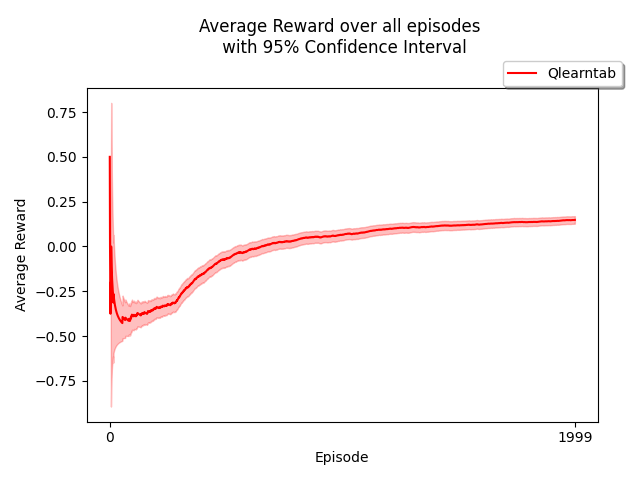 Average Reward over all episodes
with 95% Confidence Interval
Qlearntab
0.75
0.50
0.25
0.00
−0.25
−0.50
−0.75
Average Reward
0
1999
Episode